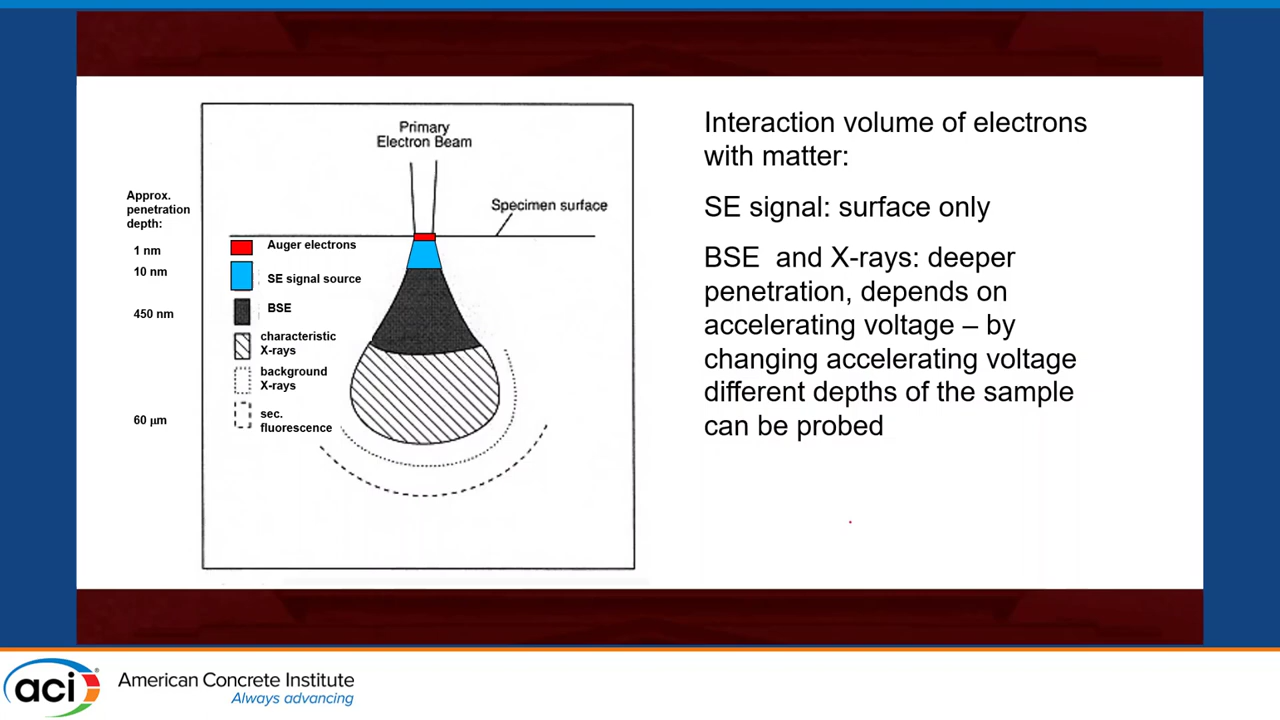 Primary
Electron Beam
Specimen surface
Approx.
penetration
depth:
1 nm
10 nm
450 nm
60 μm
Auger electrons
SE signal source
BSE
characteristic
X-rays
background
X-rays
sec.
fluorescence
Interaction volume of electrons
with matter:
SE signal: surface only
BSE and X-rays: deeper
penetration, depends on
accelerating voltage – by
changing accelerating voltage
different depths of the sample
can be probed
aci®
American Concrete Institute
Always advancing